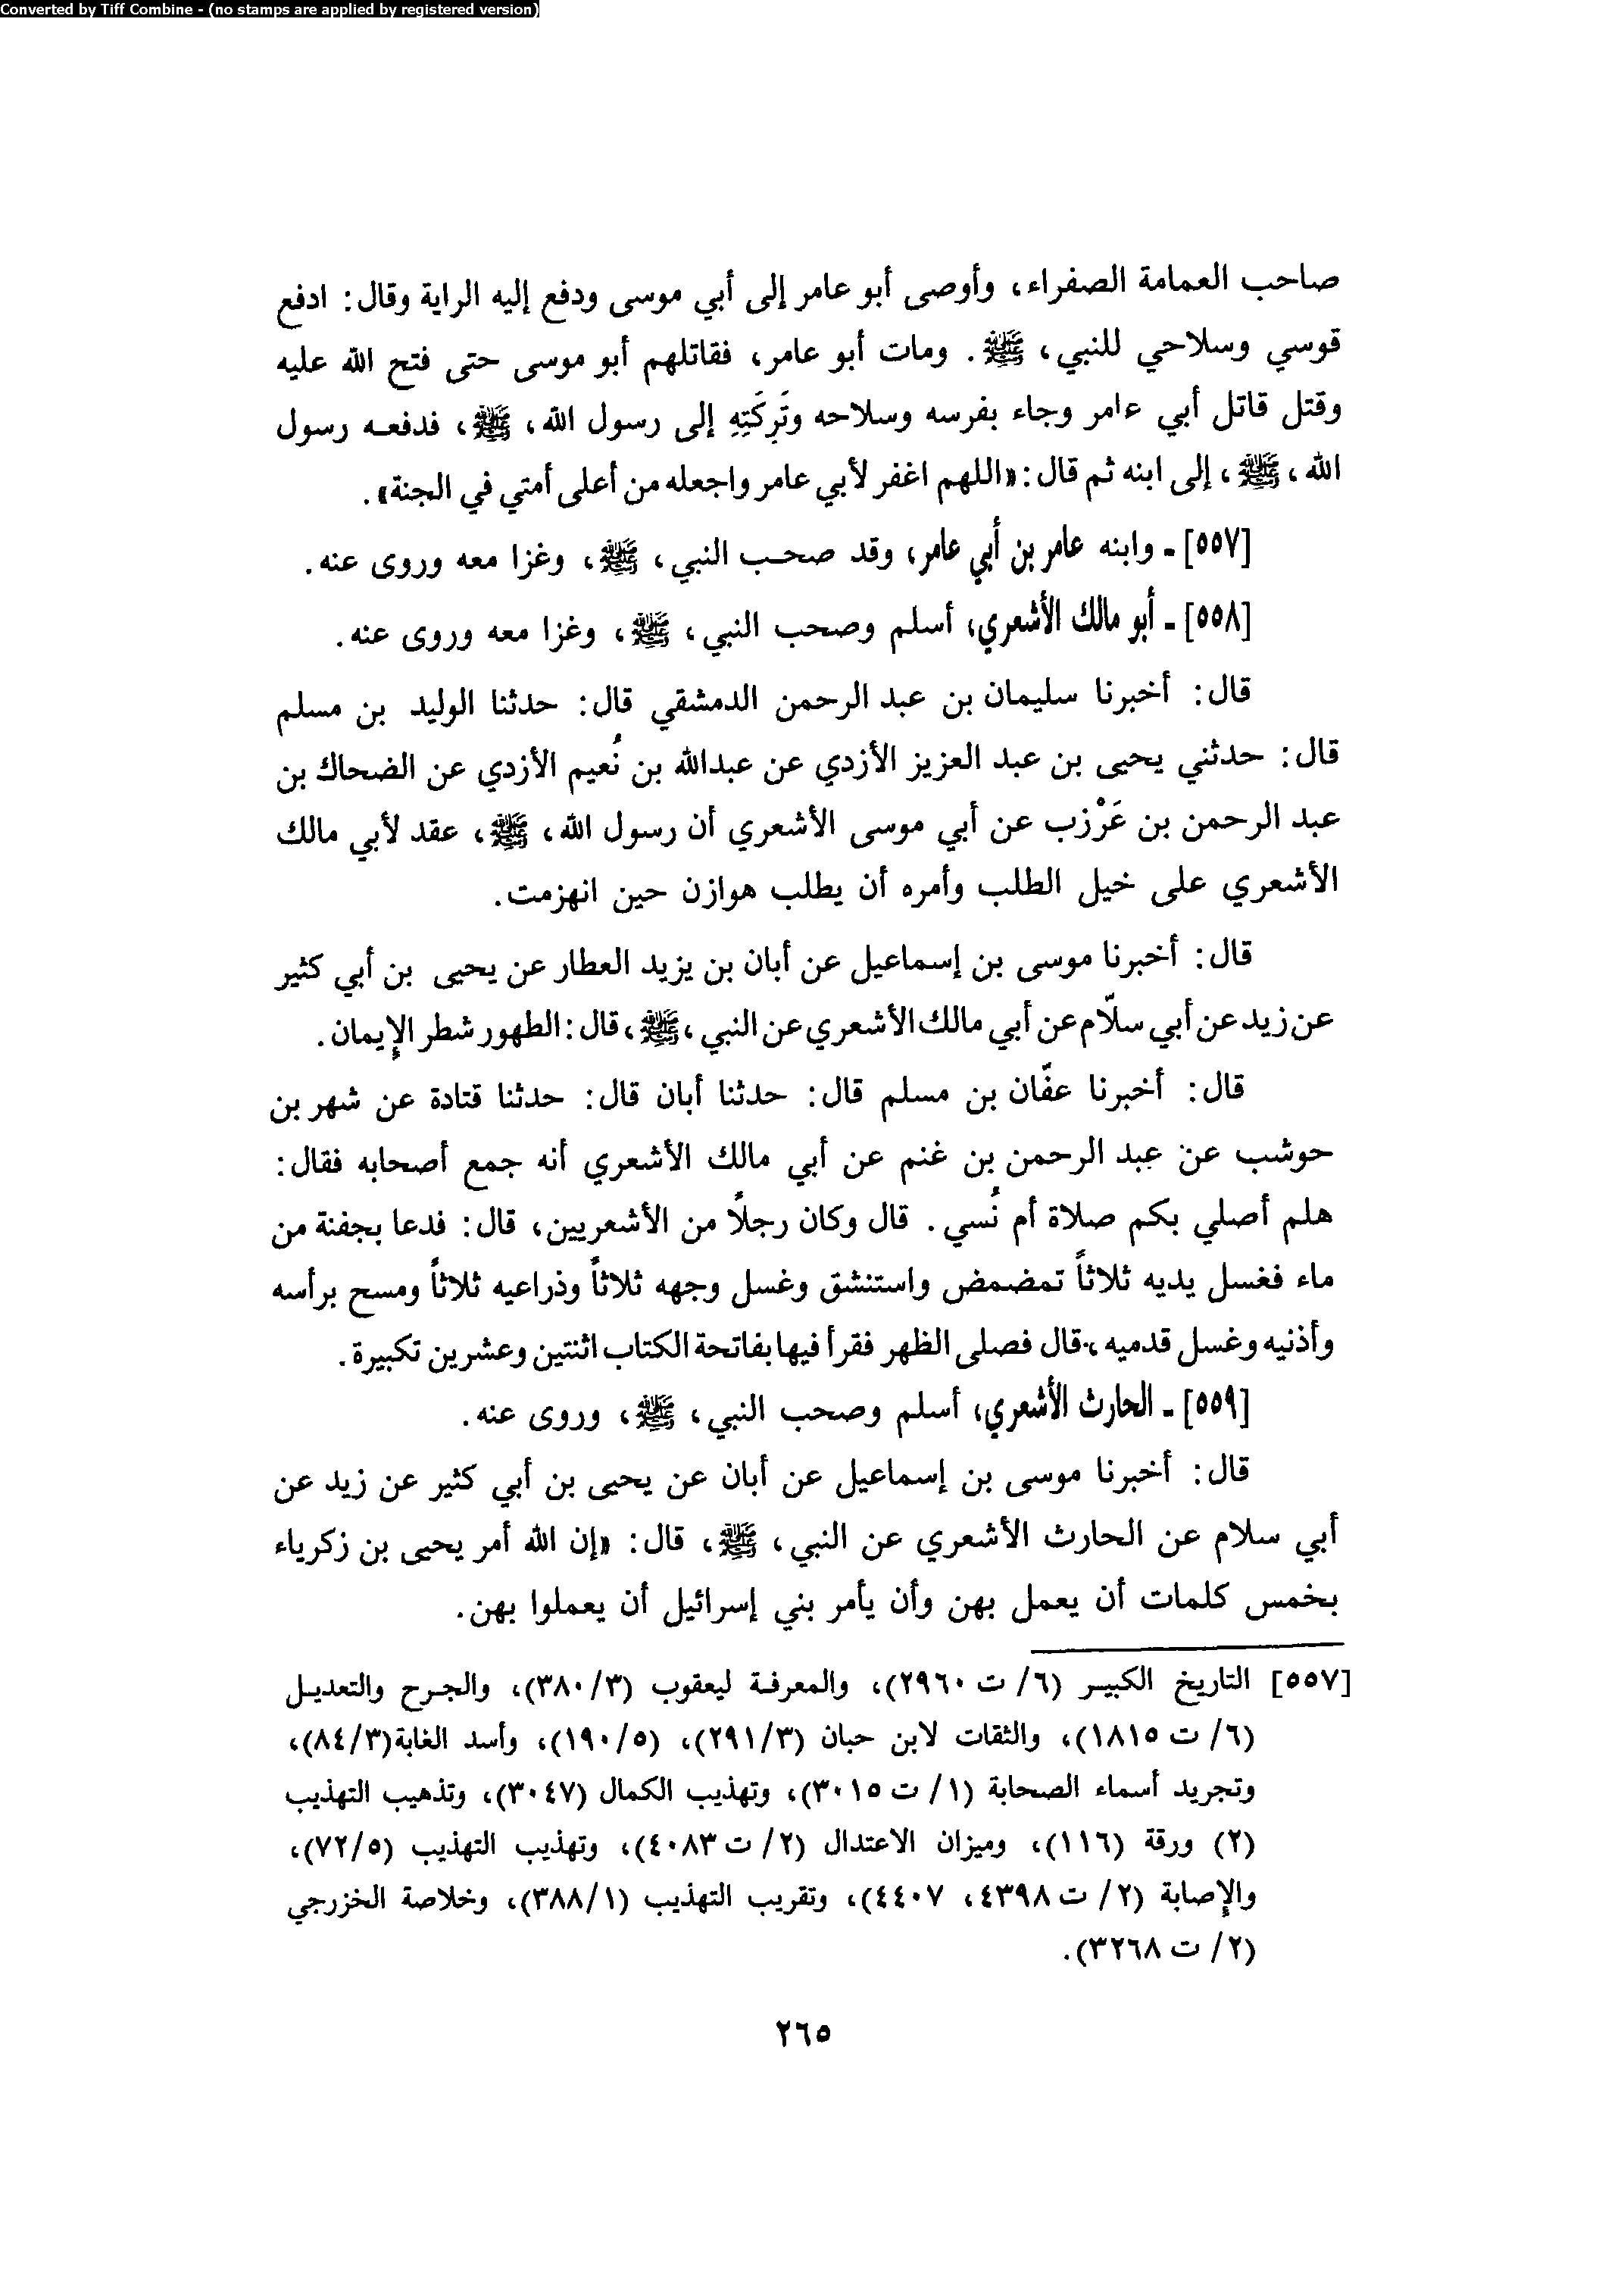 Converted by Tiff Combine - (no stamps are applied by registered version)
صاحب العمامة الصفراء، وأوصى أبو عامر إلى أبي موسى ودفع إليه الراية وقال: ادفع
قوسي وسلاحي للنبي، ﷺ. ومات أبو عامر، فقاتلهم أبو موسى حتى فتح الله عليه
وقتل قاتل أبي عامر وجاء بفرسه وسلاحه وتَرِكَتِهِ إلى رسول الله، ﷺ، فدفعه رسول
الله، ﷺ، إلى ابنه ثم قال: «اللهم اغفر لأبي عامر واجعله من أعلى أمتي في الجنة».
[٥٥٧] ـ وابنه عامر بن أبي عامر، وقد صحب النبي، ﷺ، وغزا معه وروى عنه.
[٥٥٨] ـ أبو مالك الأشعري، أسلم وصحب النبي، ﷺ، وغزا معه وروى عنه.
قال: أخبرنا سليمان بن عبد الرحمن الدمشقي قال: حدثنا الوليد بن مسلم
قال: حدثني يحيى بن عبد العزيز الأزدي عن عبدالله بن نُعيم الأزدي عن الضحاك بن
عبد الرحمن بن عَرْزب عن أبي موسى الأشعري أن رسول الله، ﷺ، عقد لأبي مالك
الأشعري على خيل الطلب وأمره أن يطلب هوازن حين انهزمت.
قال: أخبرنا موسى بن إسماعيل عن أبان بن يزيد العطار عن يحيى بن أبي كثير
عن زيد عن أبي سلّام عن أبي مالك الأشعري عن النبي، ﷺ، قال: الطهور شطر الإيمان.
قال: أخبرنا عفّان بن مسلم قال: حدثنا أبان قال: حدثنا قتادة عن شهر بن
حوشب عن عبد الرحمن بن غنم عن أبي مالك الأشعري أنه جمع أصحابه فقال:
هلم أصلي بكم صلاة أم نُسي. قال وكان رجلاً من الأشعريين، قال: فدعا بجفنة من
ماء فغسل يديه ثلاثاً تمضمض واستنشق وغسل وجهه ثلاثاً وذراعيه ثلاثاً ومسح برأسه
وأذنيه وغسل قدميه، قال فصلى الظهر فقرأ فيها بفاتحة الكتاب اثنتين وعشرين تكبيرة.
[٥٥٩] ـ الحارث الأشعري، أسلم وصحب النبي، ﷺ، وروى عنه.
قال: أخبرنا موسى بن إسماعيل عن أبان عن يحيى بن أبي كثير عن زيد عن
أبي سلام عن الحارث الأشعري عن النبي، ﷺ، قال: «إن الله أمر يحيى بن زكرياء
بخمس كلمات أن يعمل بهن وأن يأمر بني إسرائيل أن يعملوا بهن.
[٥٥٧] التاريخ الكبير (٦/ ت ٢٩٦٠)، والمعرفة ليعقوب (٣/ ٣٨٠)، والجرح والتعديل
(٦/ ت ١٨١٥)، والثقات لابن حبان (٣/ ٢٩١)، (٥/ ١٩٠)، وأسد الغابة(٣/ ٨٤)،
وتجريد أسماء الصحابة (١/ ت ٣٠١٥)، وتهذيب الكمال (٣٠٤٧)، وتذهيب التهذيب
(٢) ورقة (١١٦)، وميزان الاعتدال (٢/ ت ٤٠٨٣)، وتهذيب التهذيب (٥/ ٧٢)،
والإصابة (٢/ ت ٤٣٩٨، ٤٤٠٧)، وتقريب التهذيب (١/ ٣٨٨)، وخلاصة الخزرجي
(٢/ ت ٣٢٦٨).
٢٦٥